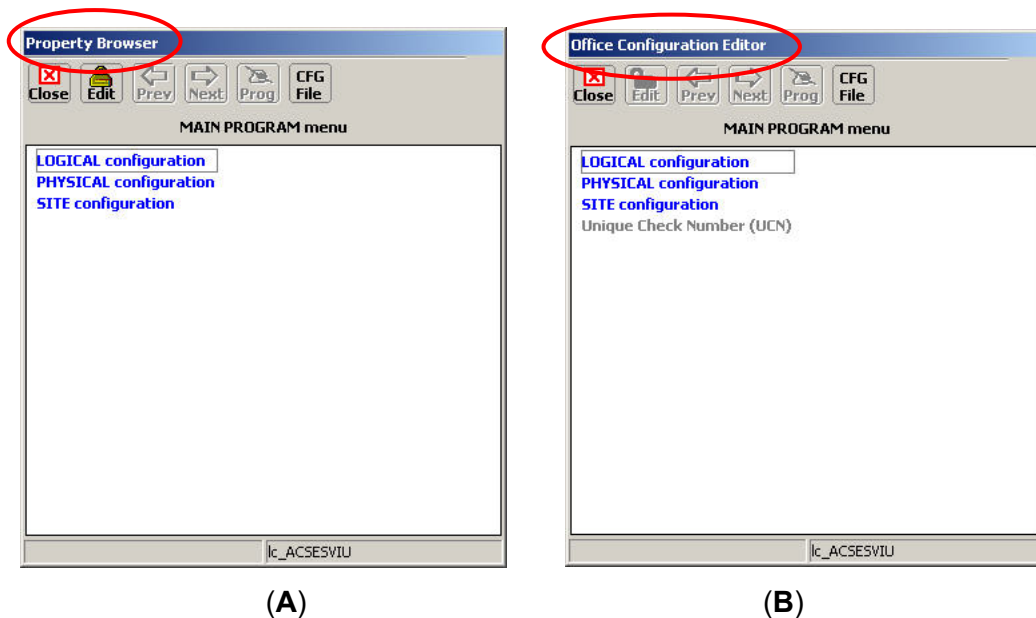 Property Browser
Close Edit Prev Next Prog CFG File
MAIN PROGRAM menu
LOGICAL configuration
PHYSICAL configuration
SITE configuration
lc_ACSESVIU
(A)
Office Configuration Editor
Close Edit Prev Next Prog CFG File
MAIN PROGRAM menu
LOGICAL configuration
PHYSICAL configuration
SITE configuration
Unique Check Number (UCN)
lc_ACSESVIU
(B)